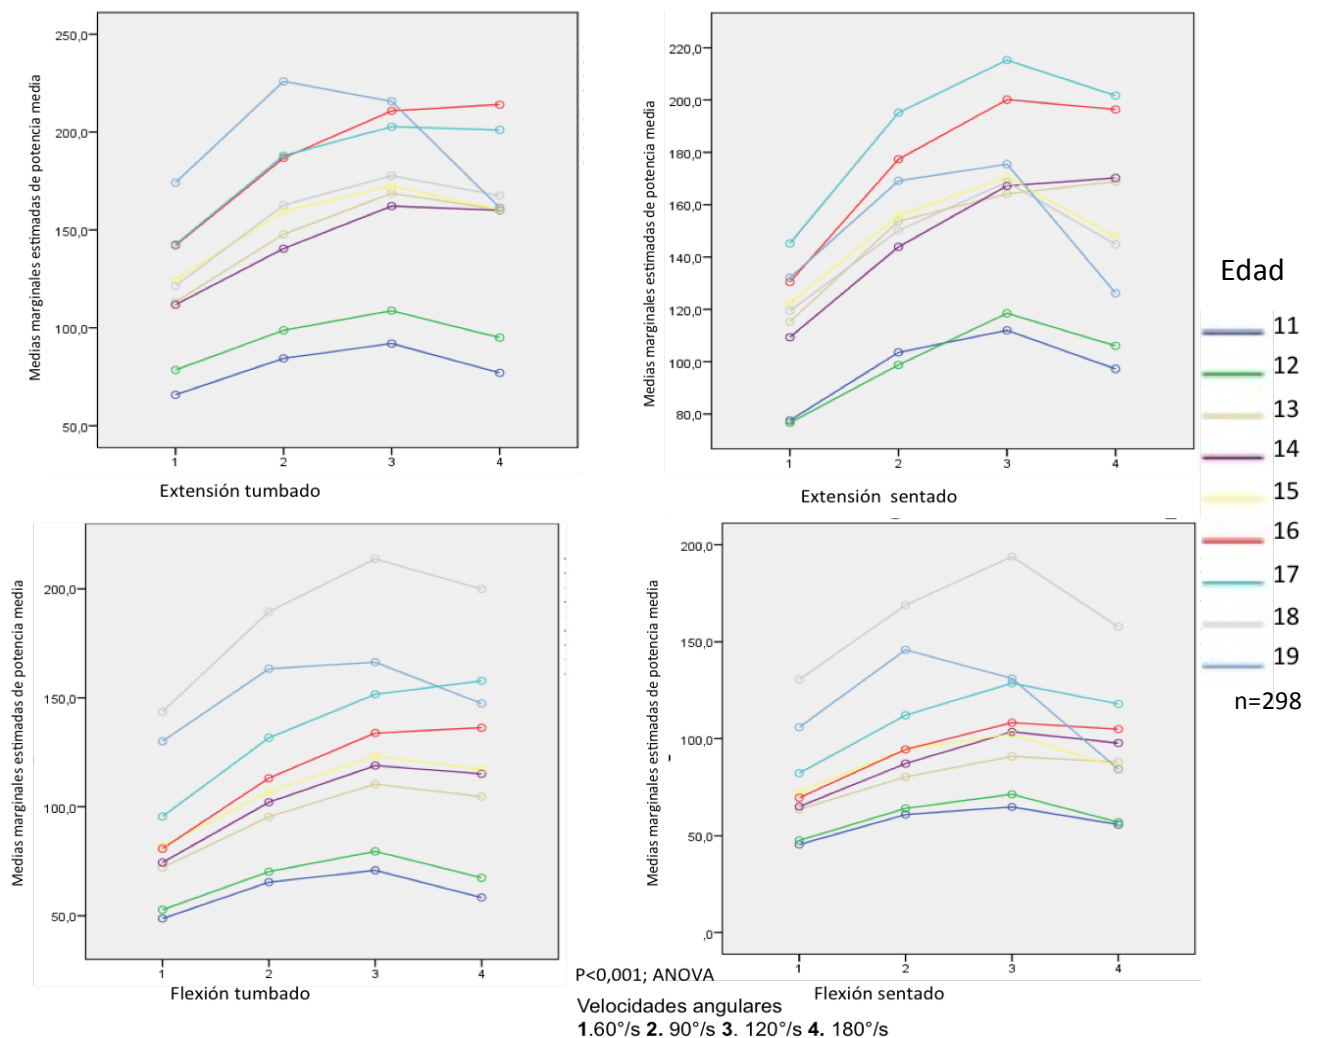 Medias marginales estimadas de potencia media
250,0
200,0
150,0
100,0
50,0
1 2 3 4
Extensión tumbado
Medias marginales estimadas de potencia media
220,0
200,0
180,0
160,0
140,0
120,0
100,0
80,0
1 2 3 4
Extensión sentado
Edad
11
12
13
14
15
16
17
18
19
n=298
Medias marginales estimadas de potencia media
200,0
150,0
100,0
50,0
1 2 3 4
Flexión tumbado
Medias marginales estimadas de potencia media
200,0
150,0
100,0
50,0
,0
1 2 3 4
Flexión sentado
P<0,001; ANOVA
Velocidades angulares
1.60°/s 2. 90°/s 3. 120°/s 4. 180°/s